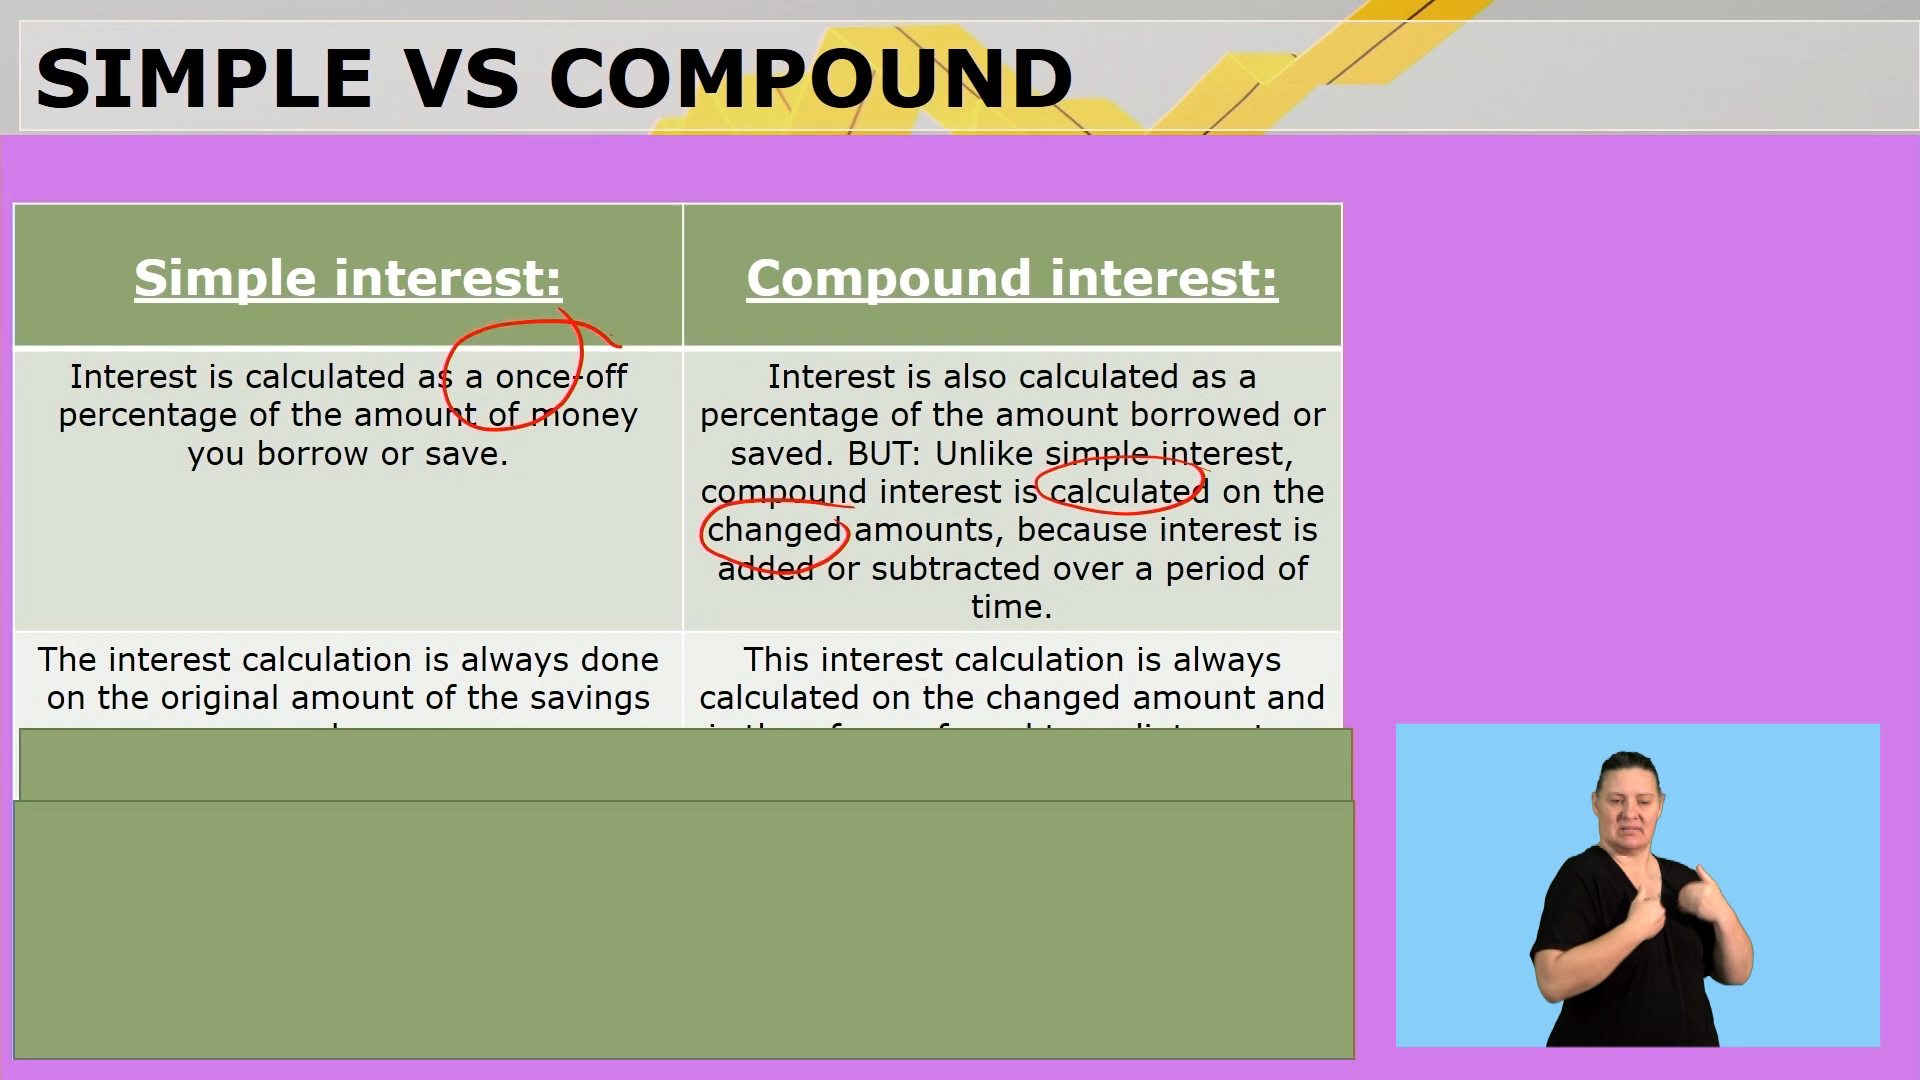 SIMPLE VS COMPOUND
Simple interest:
Interest is calculated as a once-off
percentage of the amount of money
you borrow or save.
The interest calculation is always done
on the original amount of the savings
Compound interest:
Interest is also calculated as a
percentage of the amount borrowed or
saved. BUT: Unlike simple interest,
compound interest is calculated on the
changed amounts, because interest is
added or subtracted over a period of
time.
This interest calculation is always
calculated on the changed amount and